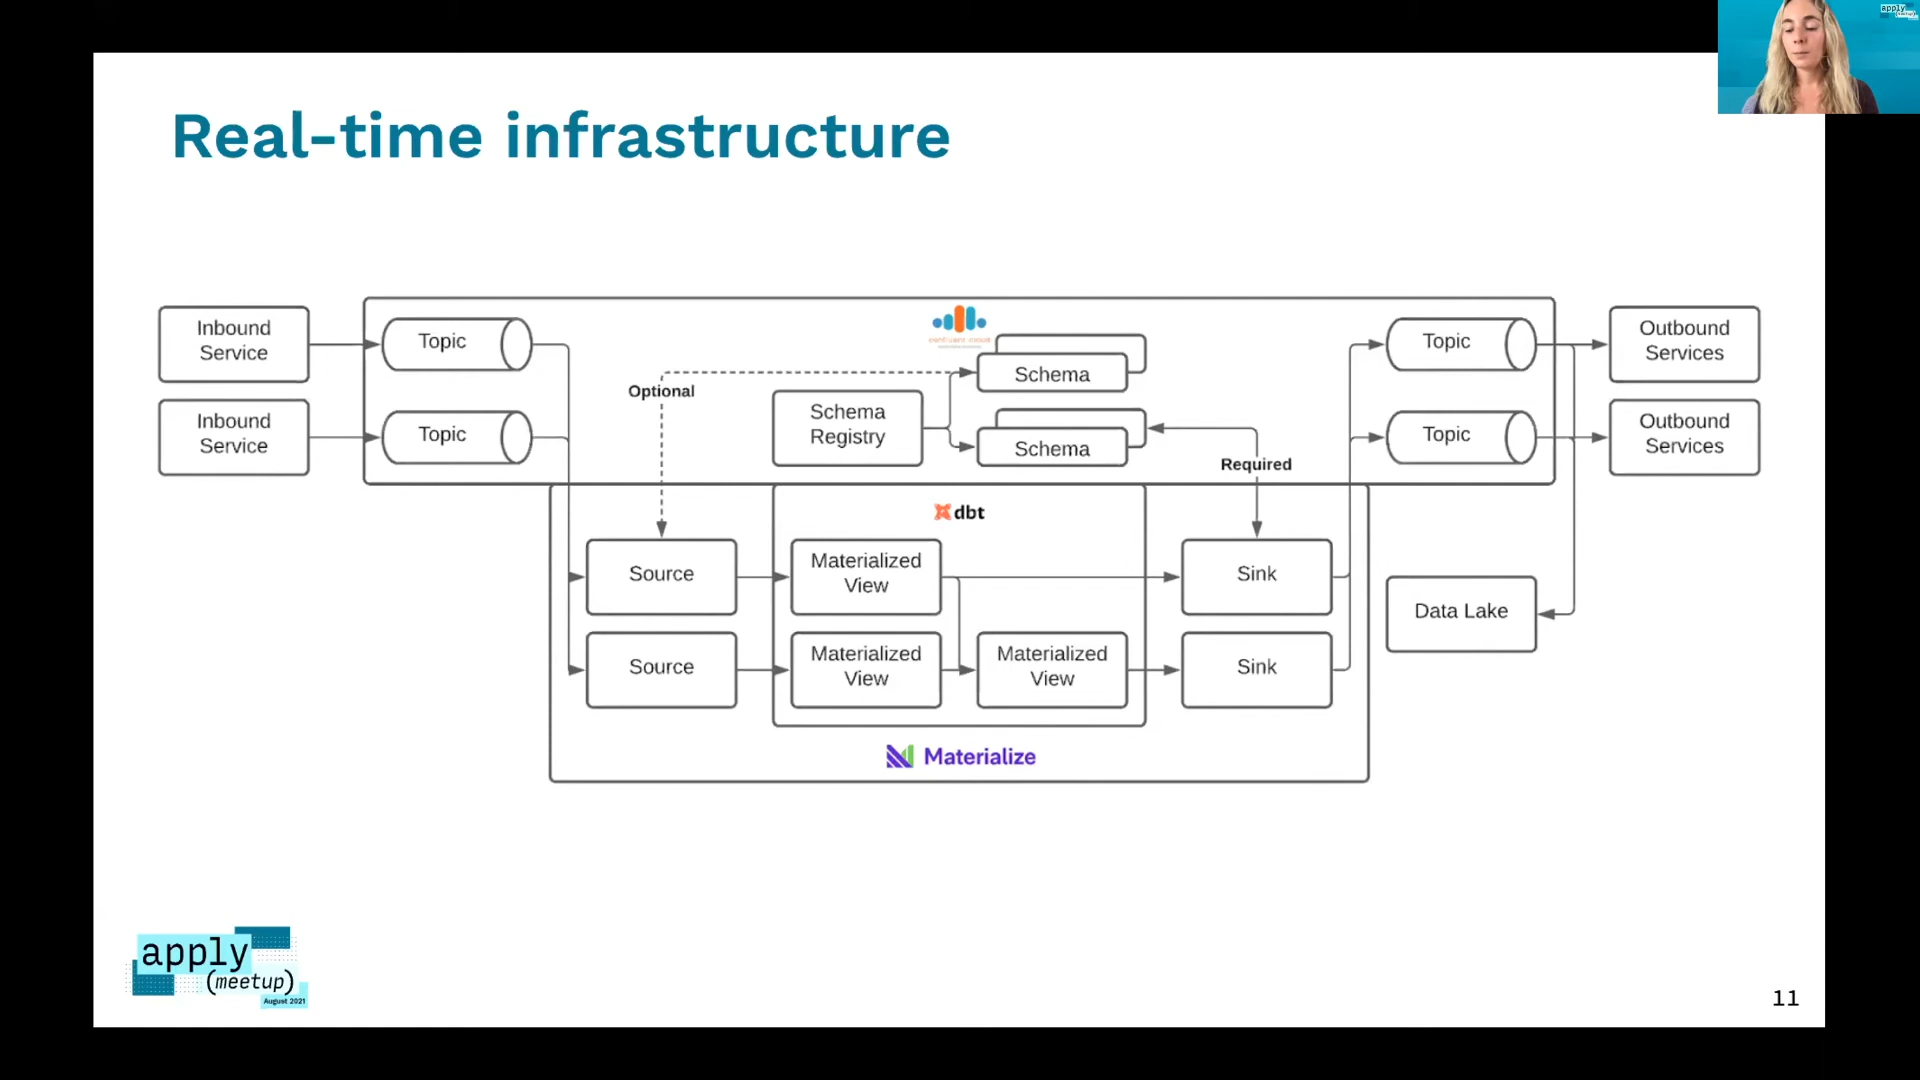 Real-time infrastructure
apply
Inbound
Service
Inbound
Service
Topic
Topic
Optional
Schema
Registry
Schema
Schema
Required
Topic
Topic
Outbound
Services
Outbound
Services
dbt
Source
Materialized
View
Sink
Source
Materialized
View
Materialized
View
Sink
Data Lake
Materialize
apply
(meetup)
August 2021
11